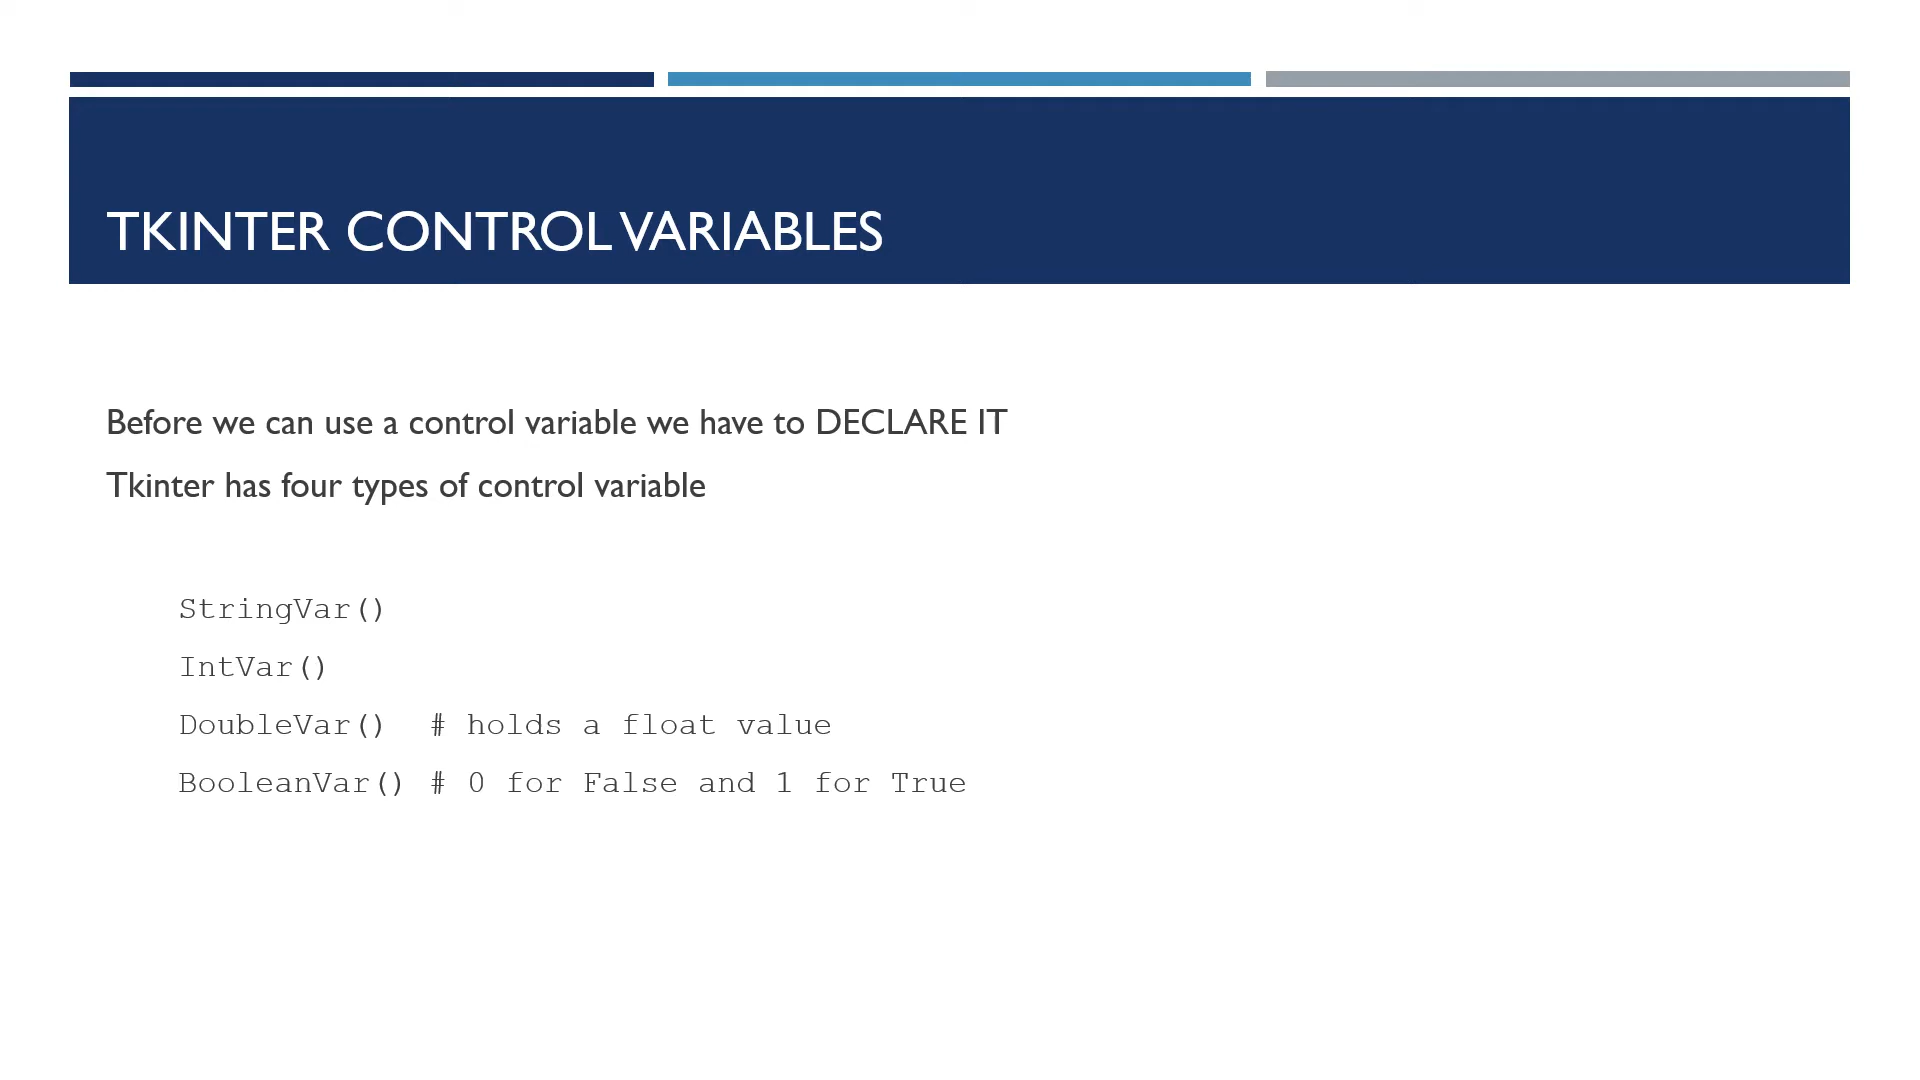 TKINTER CONTROL VARIABLES
Before we can use a control variable we have to DECLARE IT
Tkinter has four types of control variable
StringVar()
IntVar()
DoubleVar()  # holds a float value
BooleanVar() # 0 for False and 1 for True